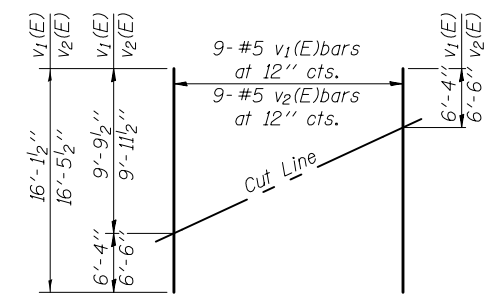 v₁(E)
v₂(E)
v₁(E)
v₂(E)
9- #5 v₁(E)bars
at 12" cts.
9- #5 v₂(E)bars
at 12" cts.
v₁(E)
v₂(E)
6'-4"
6'-6"
16'-1½"
16'-5½"
9'-9½"
9'-11½"
Cut Line
6'-4"
6'-6"